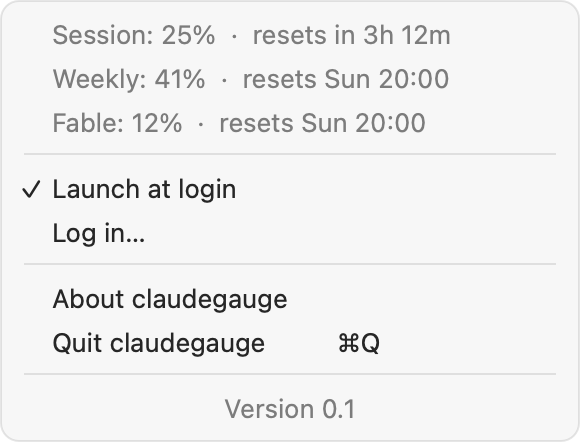 Session: 25% · resets in 3h 12m
Weekly: 41% · resets Sun 20:00
Fable: 12% · resets Sun 20:00
✓ Launch at login
Log in...
About claudegauge
Quit claudegauge ⌘Q
Version 0.1